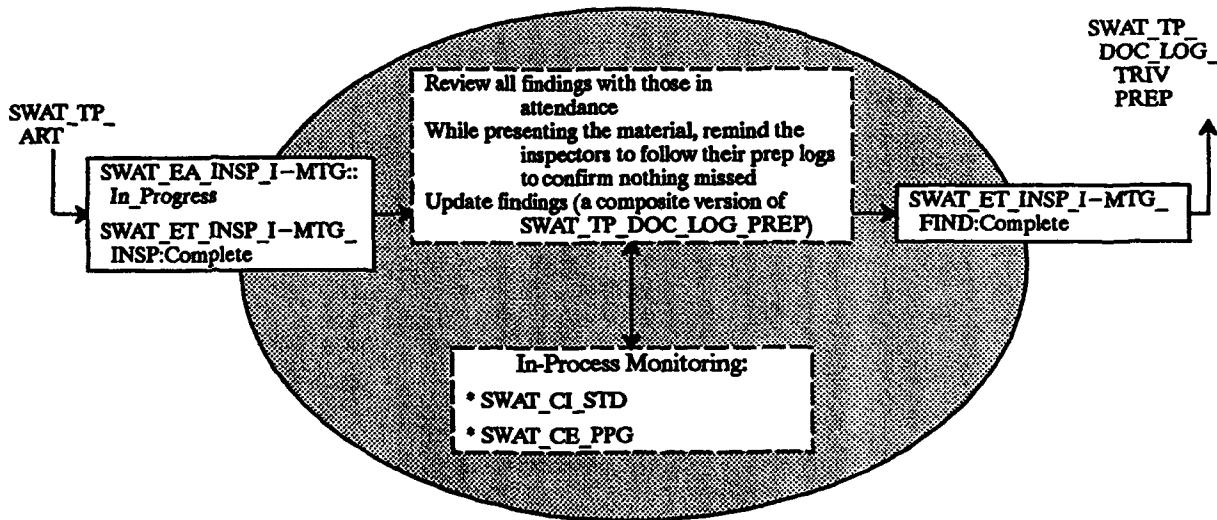 SWAT_TP_
ART
SWAT_EA_INSP_I-MTG::
In_Progress
SWAT_ET_INSP_I-MTG_
INSP:Complete
Review all findings with those in
attendance
While presenting the material, remind the
inspectors to follow their prep logs
to confirm nothing missed
Update findings (a composite version of
SWAT_TP_DOC_LOG_PREP)
In-Process Monitoring:
* SWAT_CI_STD
* SWAT_CE_PPG
SWAT_ET_INSP_I-MTG_
FIND:Complete
SWAT_TP_
DOC_LOG_
TRIV
PREP